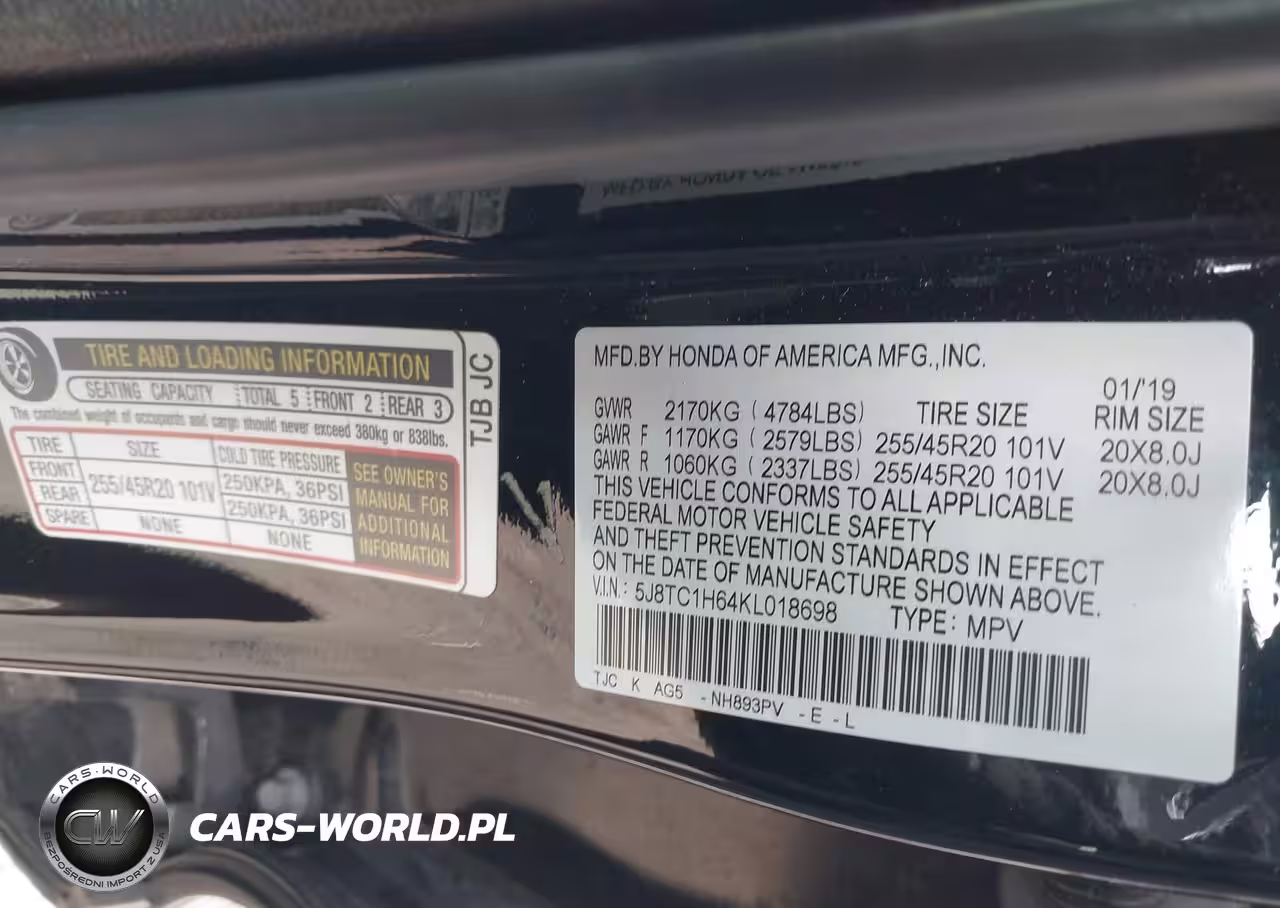 TIRE AND LOADING INFORMATION
SEATING CAPACITY TOTAL 5 FRONT 2 REAR 3
The combined weight of occupants and cargo should never exceed 380kg or 838lbs.
TIRE SIZE COLD TIRE PRESSURE
FRONT 255/45R20 101V 250KPA, 36PSI
REAR 250KPA, 36PSI
SPARE NONE NONE
SEE OWNER'S
MANUAL FOR
ADDITIONAL
INFORMATION
TJB JC
MFD.BY HONDA OF AMERICA MFG.,INC.
01/'19
GVWR 2170KG (4784LBS) TIRE SIZE RIM SIZE
GAWR F 1170KG (2579LBS) 255/45R20 101V 20X8.0J
GAWR R 1060KG (2337LBS) 255/45R20 101V 20X8.0J
THIS VEHICLE CONFORMS TO ALL APPLICABLE
FEDERAL MOTOR VEHICLE SAFETY
AND THEFT PREVENTION STANDARDS IN EFFECT
ON THE DATE OF MANUFACTURE SHOWN ABOVE.
V.I.N.: 5J8TC1H64KL018698 TYPE: MPV
TJC K AG5 -NH893PV -E -L
CARS-WORLD
CW
BEZPOŚREDNI IMPORT Z USA
CARS-WORLD.PL